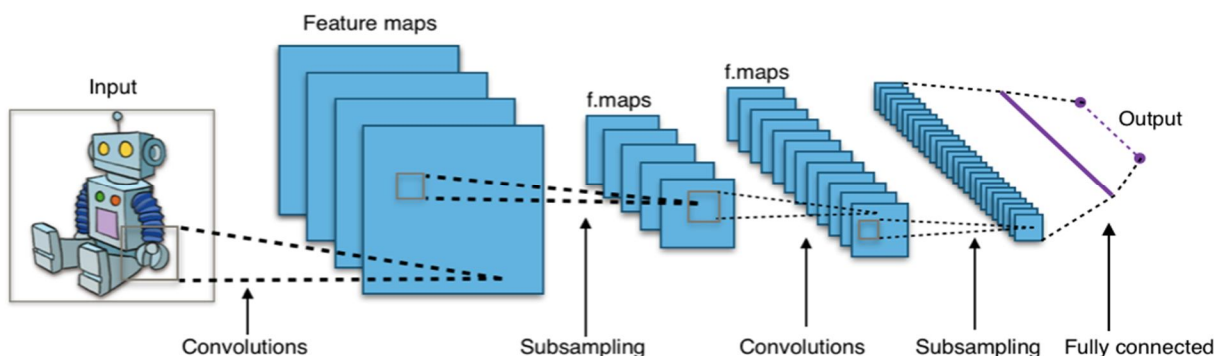 Feature maps
f.maps
Input
f.maps
Output
Convolutions
Subsampling
Convolutions
Subsampling
Fully connected